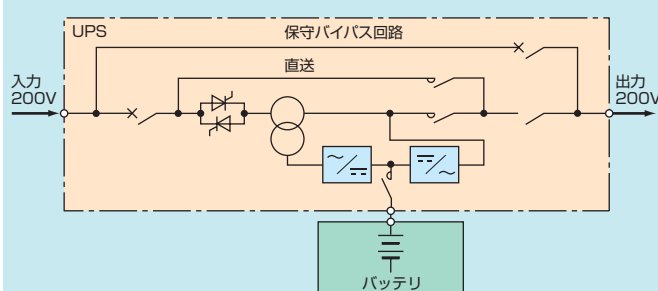 UPS
保守バイパス回路
直送
入力
200V
出力
200V
バッテリ